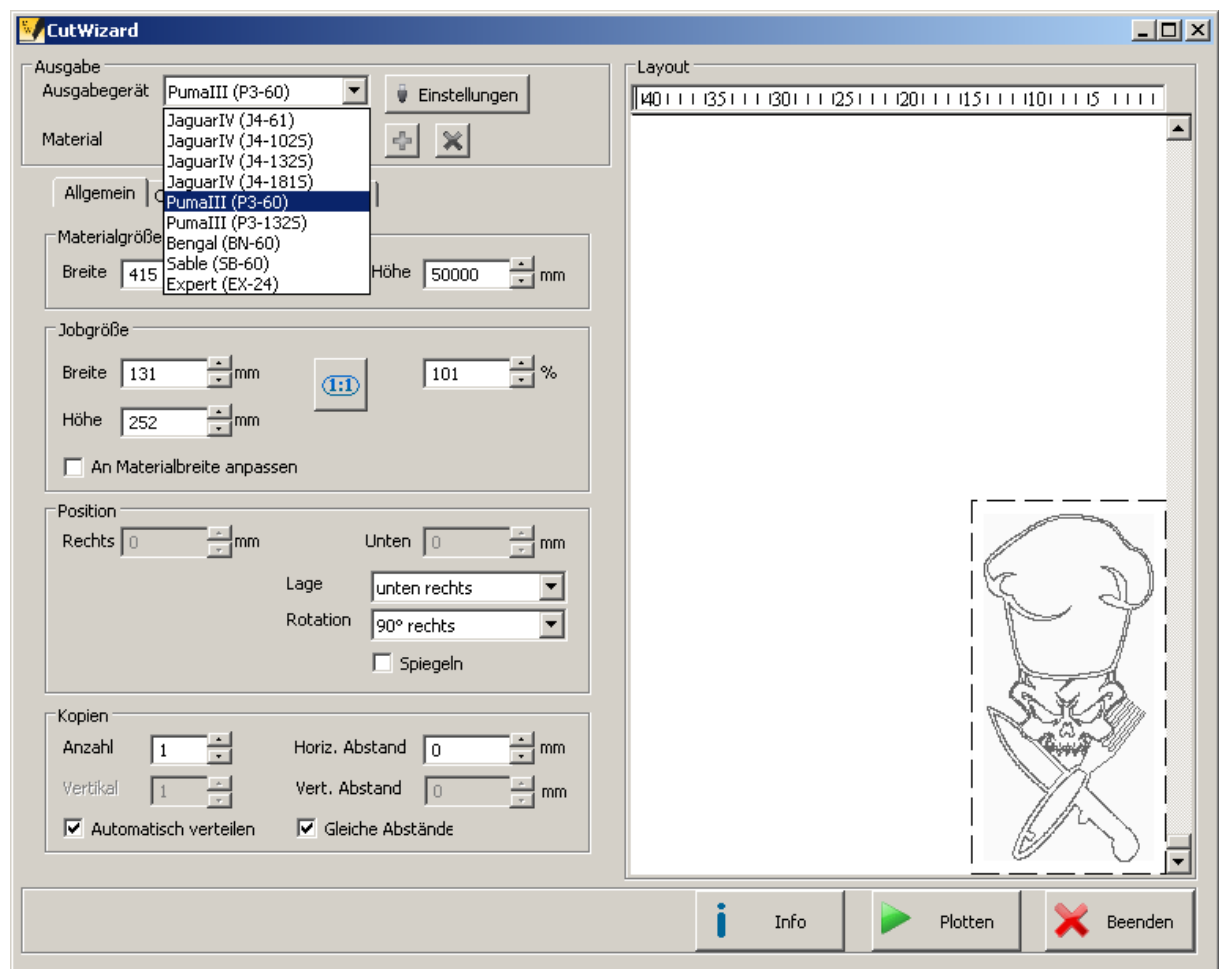 CutWizard
Ausgabe
Ausgabegerät PumaIII (P3-60) Einstellungen
Material
JaguarIV (J4-61)
JaguarIV (J4-102S)
JaguarIV (J4-132S)
JaguarIV (J4-181S)
PumaIII (P3-60)
PumaIII (P3-132S)
Bengal (BN-60)
Sable (SB-60)
Expert (EX-24)
Allgemein
Materialgröße
Breite 415 Höhe 50000 mm
Jobgröße
Breite 131 mm 1:1 101 %
Höhe 252 mm
An Materialbreite anpassen
Position
Rechts 0 mm Unten 0 mm
Lage unten rechts
Rotation 90° rechts
Spiegeln
Kopien
Anzahl 1 Horiz. Abstand 0 mm
Vertikal 1 Vert. Abstand 0 mm
Automatisch verteilen Gleiche Abstände
Layout
40 35 30 25 20 15 10 5
i Info Plotten Beenden